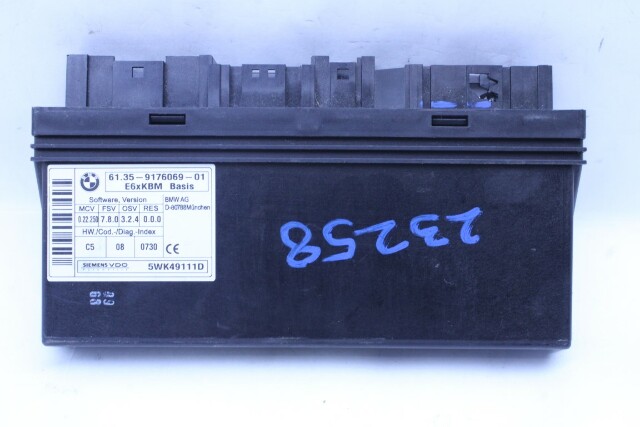 BMW
61.35-9176069-01
E6xKBM Basis
Software, Version
BMW AG
D-80788München
MCV FSV OSV RES
0.22.250 7.8.0 3.2.4 0.0.0
HW./Cod.-/Diag.-Index
C5 08 0730 CE
SIEMENS VDO
5WK49111D
23258